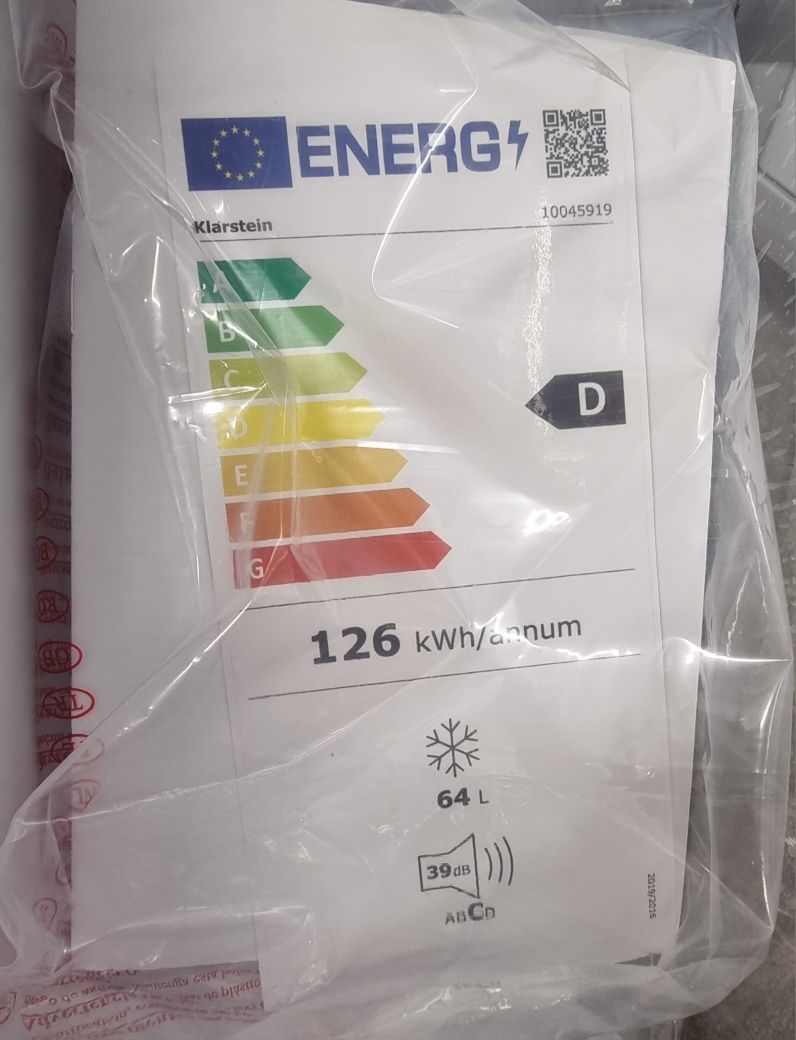 ENERG
Klarstein
10045919
A
B
C
D
D
E
F
G
126 kWh/annum
64 L
39dB
ABCD
2019/2016